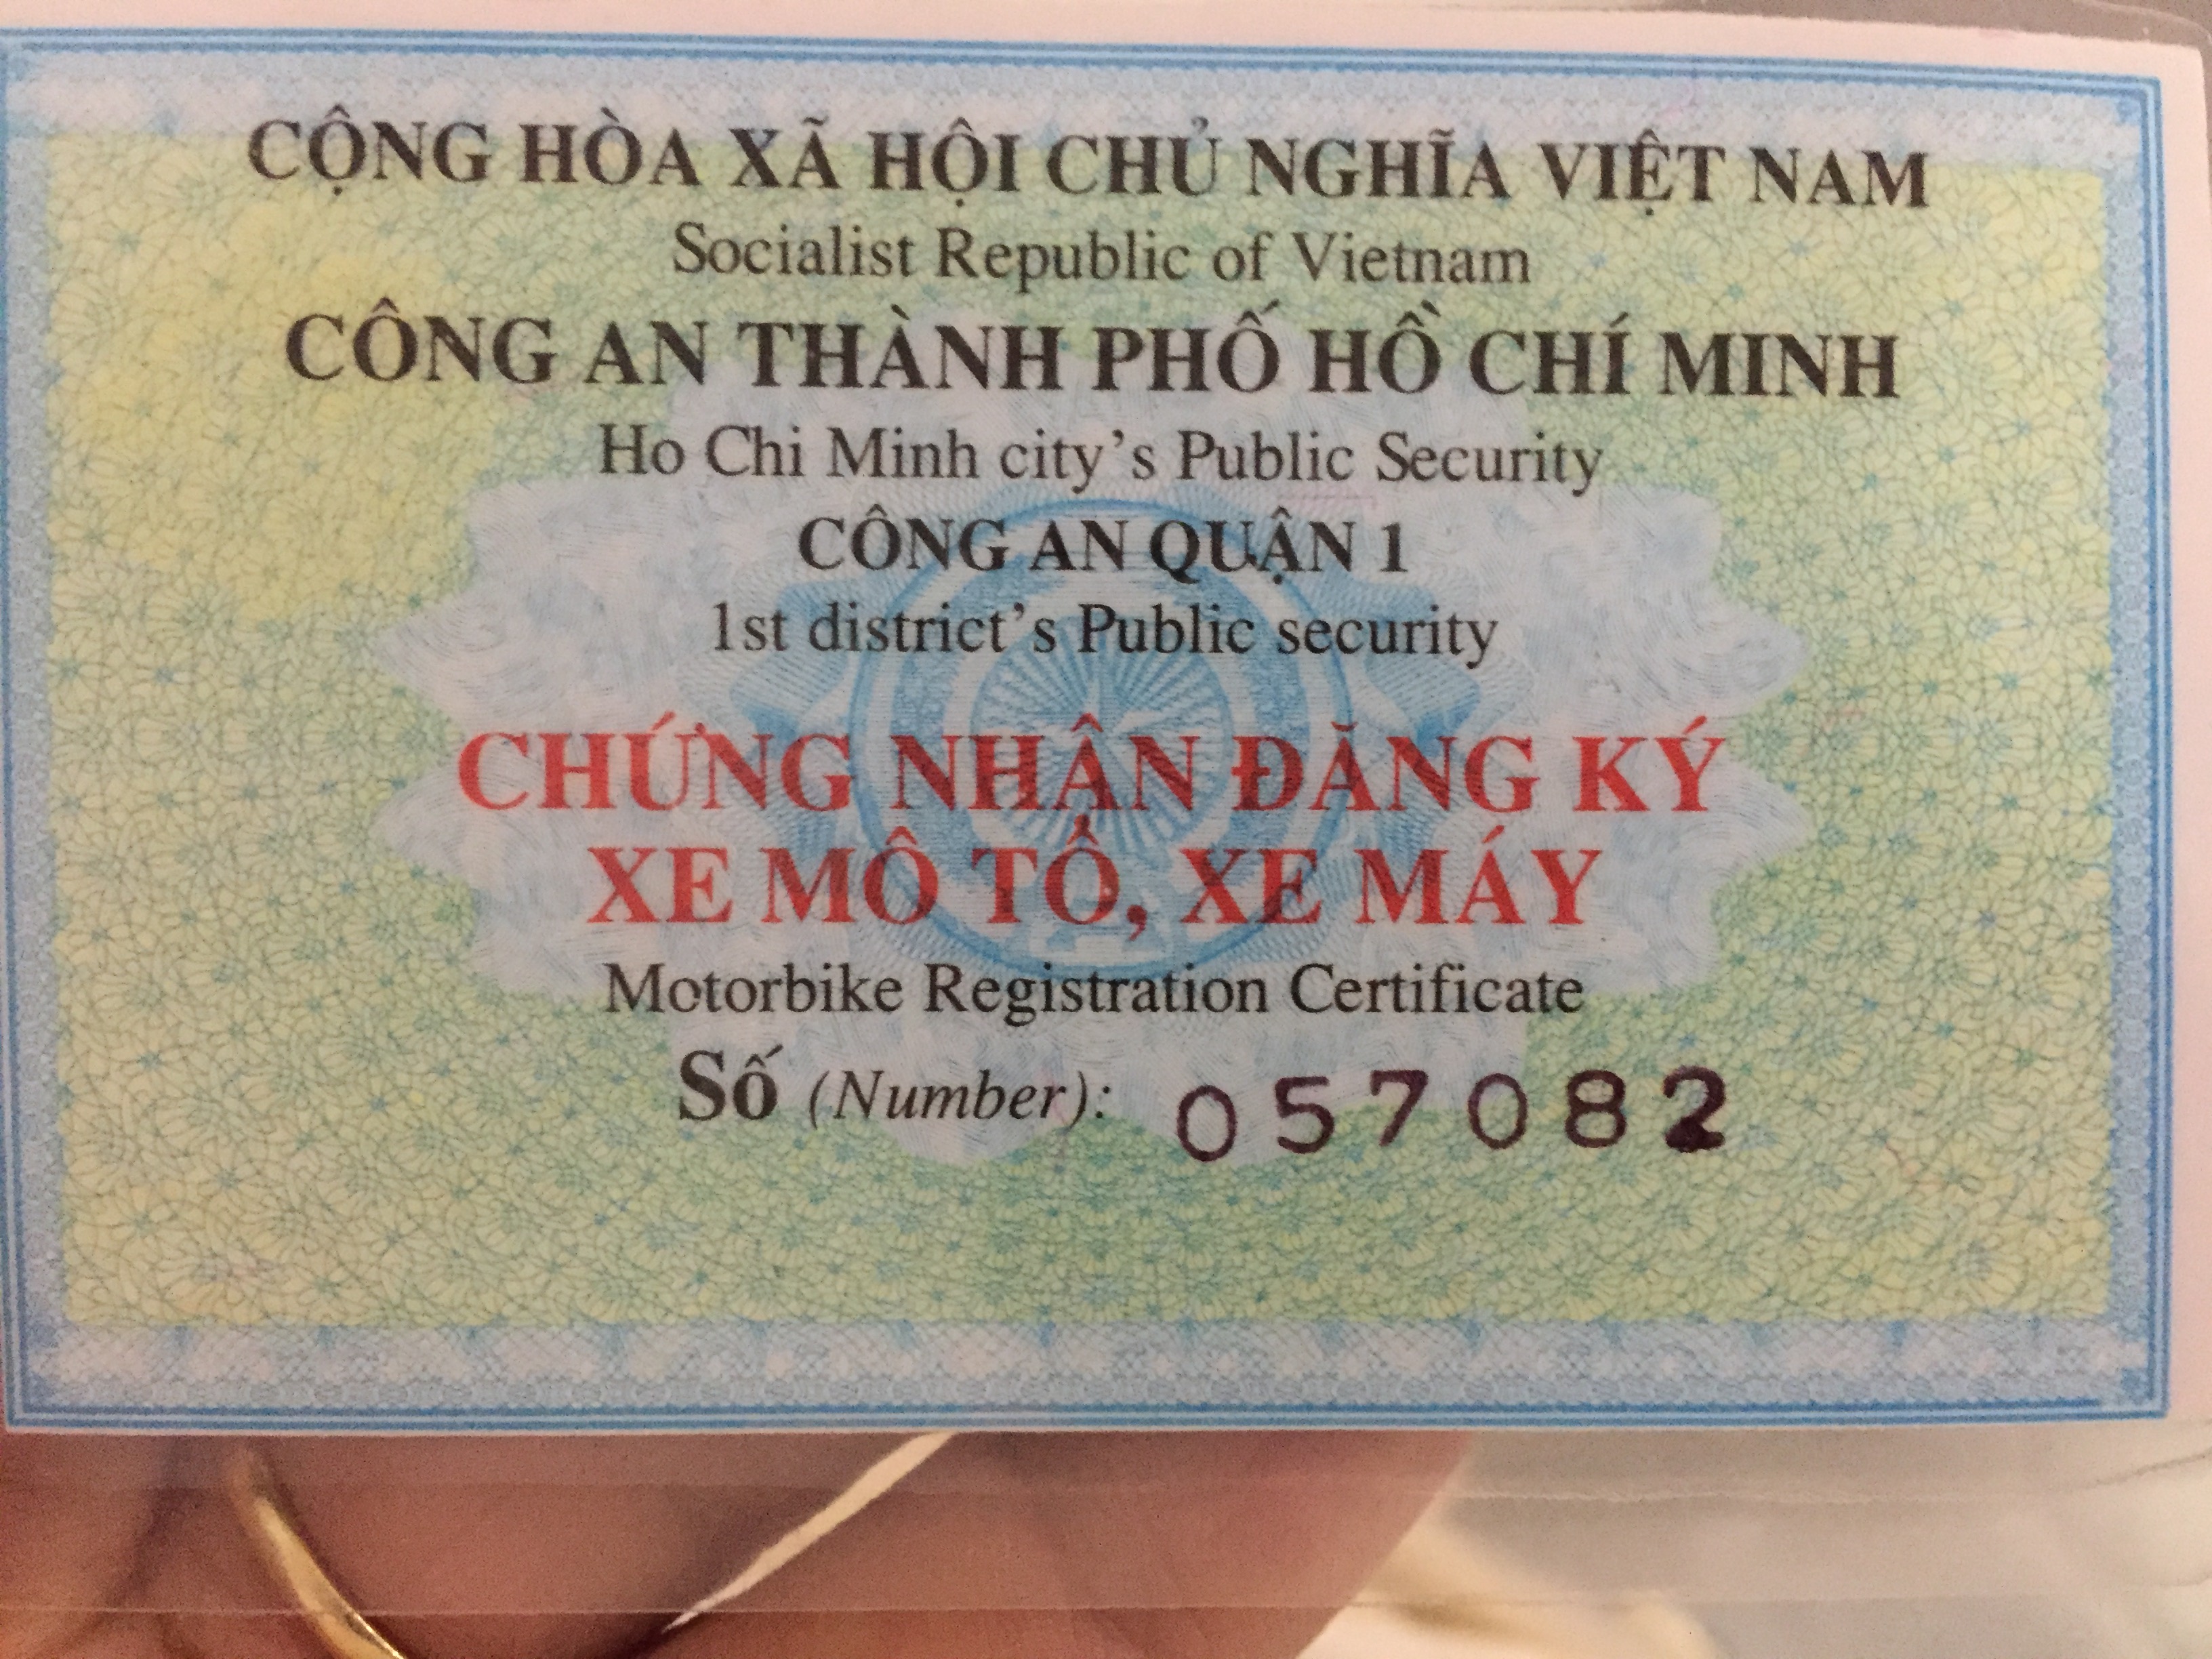 CỘNG HÒA XÃ HỘI CHỦ NGHĨA VIỆT NAM
Socialist Republic of Vietnam
CÔNG AN THÀNH PHỐ HỒ CHÍ MINH
Ho Chi Minh city's Public Security
CÔNG AN QUẬN 1
1st district's Public security
CHỨNG NHẬN ĐĂNG KÝ
XE MÔ TÔ, XE MÁY
Motorbike Registration Certificate
Số (Number): 057082